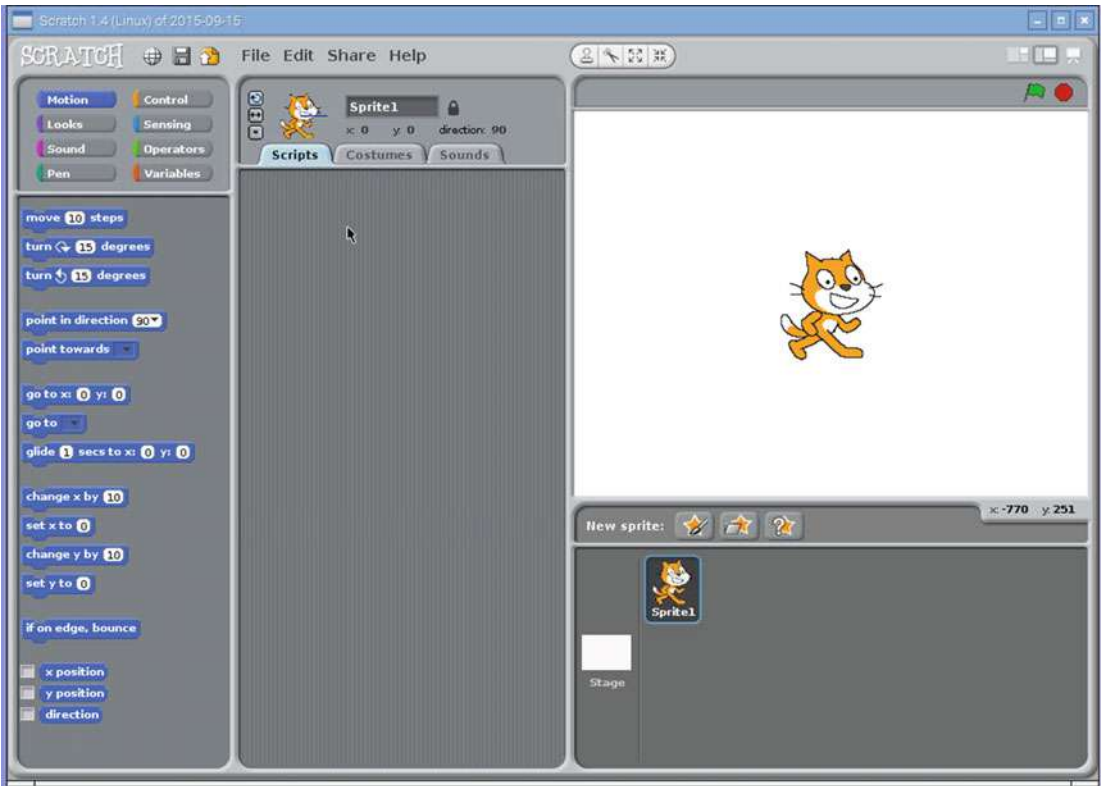 Scratch 1.4 (Linux) of 2015-09-15
SCRATCH File Edit Share Help
Motion Control
Looks Sensing
Sound Operators
Pen Variables
Sprite1
x: 0 y: 0 direction: 90
Scripts Costumes Sounds
move 10 steps
turn 15 degrees
turn 15 degrees
point in direction 90
point towards
go to x: 0 y: 0
go to
glide 1 secs to x: 0 y: 0
change x by 10
set x to 0
change y by 10
set y to 0
if on edge, bounce
x position
y position
direction
x: -770 y: 251
New sprite:
Sprite1
Stage